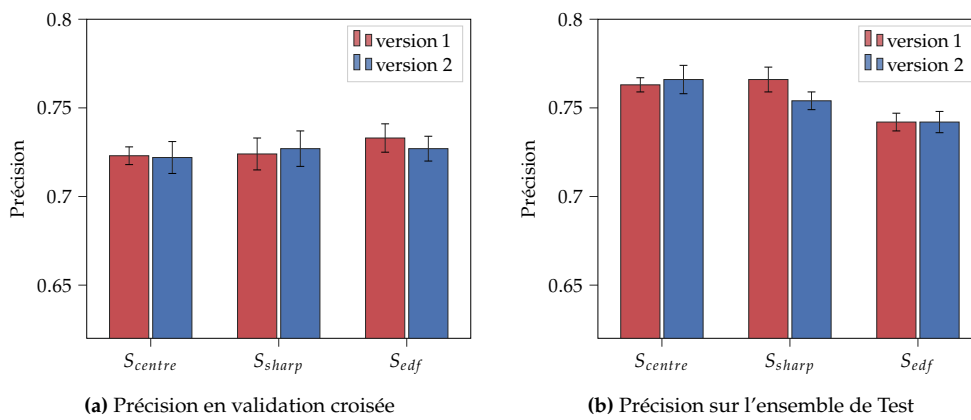 0.8
0.75
0.7
0.65
Précision
version 1
version 2
S_centre
S_sharp
S_edf
(a) Précision en validation croisée
0.8
0.75
0.7
0.65
Précision
version 1
version 2
S_centre
S_sharp
S_edf
(b) Précision sur l'ensemble de Test